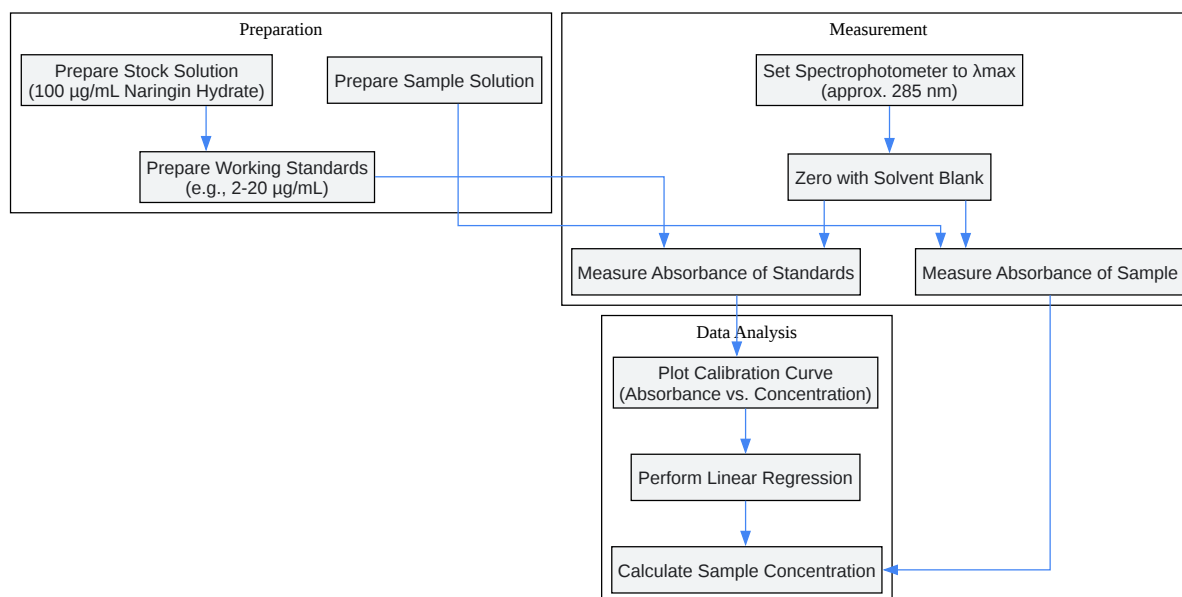 Preparation
Prepare Stock Solution
(100 µg/mL Naringin Hydrate)
Prepare Sample Solution
Prepare Working Standards
(e.g., 2-20 µg/mL)
Measurement
Set Spectrophotometer to λmax
(approx. 285 nm)
Zero with Solvent Blank
Measure Absorbance of Standards
Measure Absorbance of Sample
Data Analysis
Plot Calibration Curve
(Absorbance vs. Concentration)
Perform Linear Regression
Calculate Sample Concentration